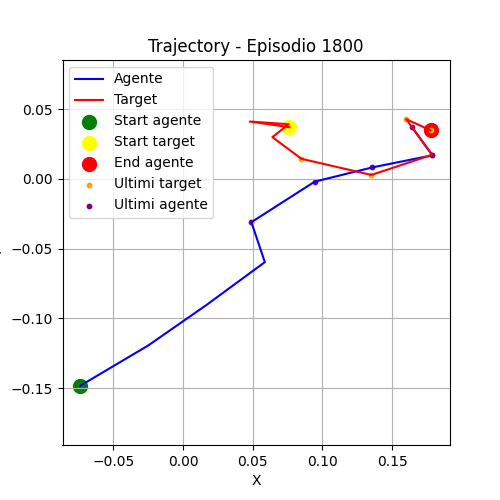 Trajectory - Episodio 1800
Agente
Target
Start agente
Start target
End agente
Ultimi target
Ultimi agente
0.05
0.00
−0.05
−0.10
−0.15
−0.05
0.00
0.05
0.10
0.15
X